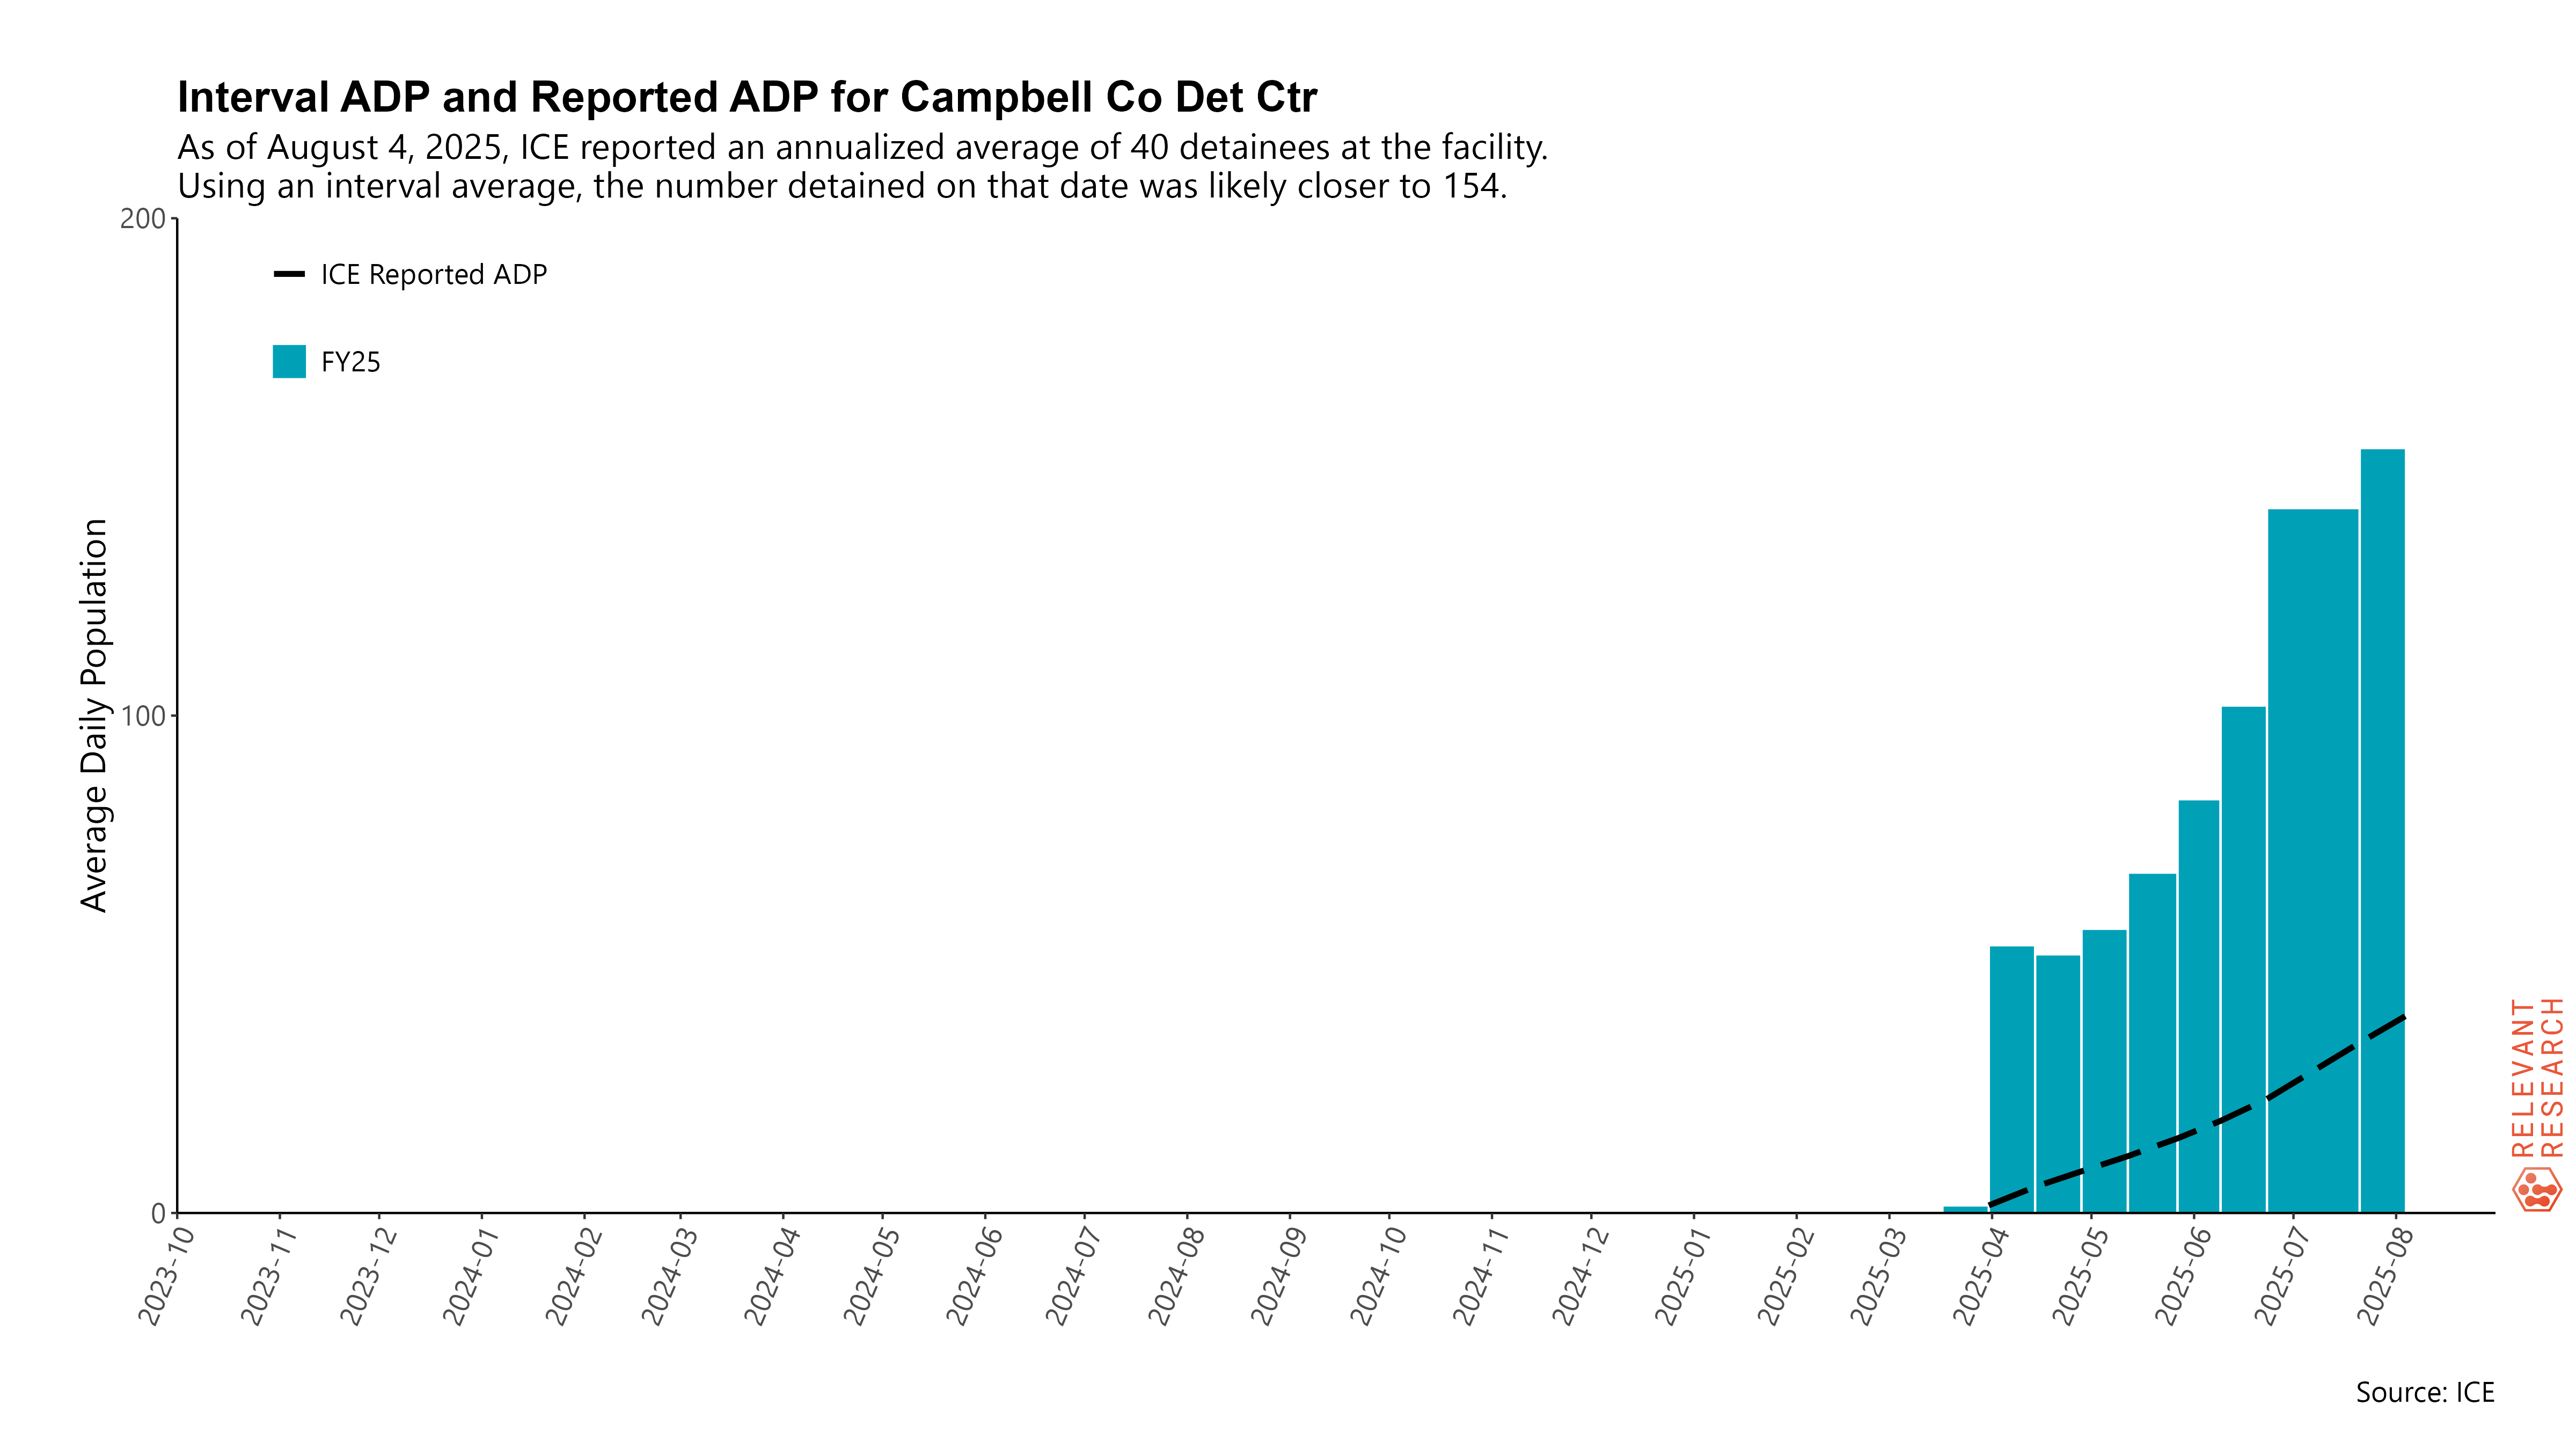 Interval ADP and Reported ADP for Campbell Co Det Ctr
As of August 4, 2025, ICE reported an annualized average of 40 detainees at the facility.
Using an interval average, the number detained on that date was likely closer to 154.
200
ICE Reported ADP
FY25
Average Daily Population
100
0
2023-10
2023-11
2023-12
2024-01
2024-02
2024-03
2024-04
2024-05
2024-06
2024-07
2024-08
2024-09
2024-10
2024-11
2024-12
2025-01
2025-02
2025-03
2025-04
2025-05
2025-06
2025-07
2025-08
RELEVANT
RESEARCH
Source: ICE